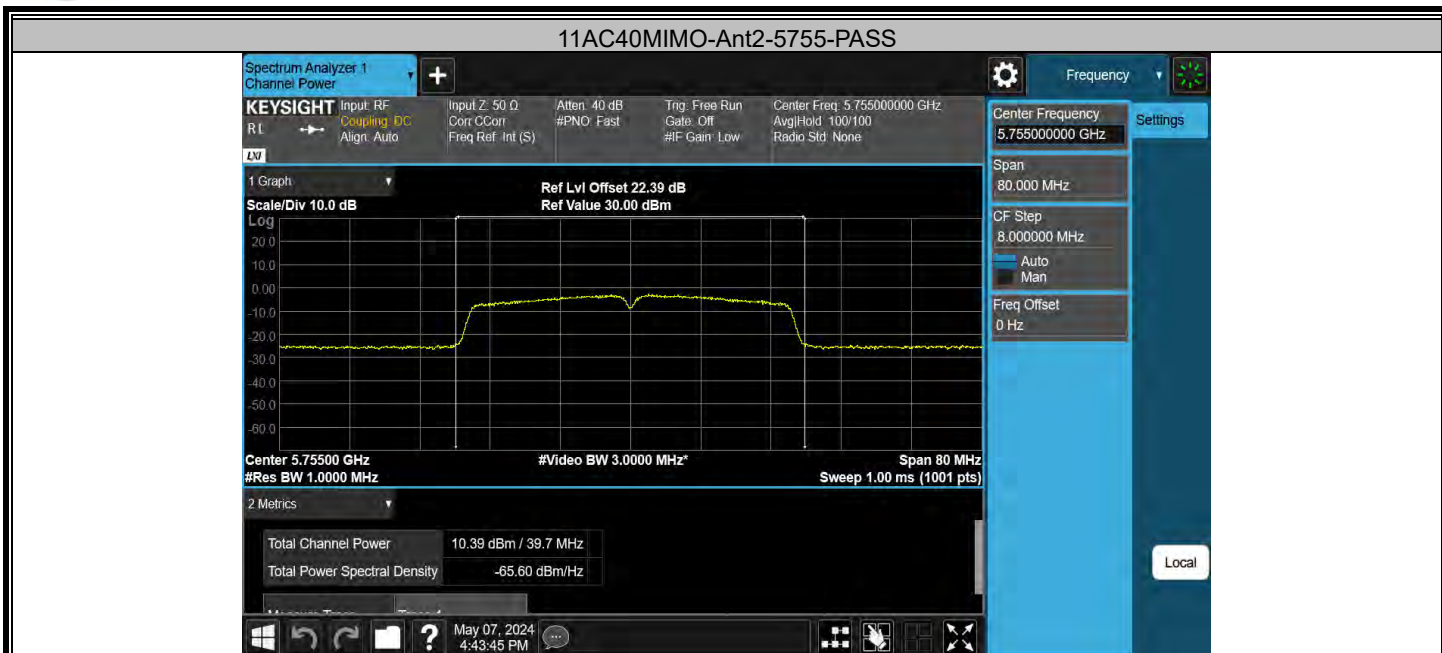 11AC40MIMO-Ant2-5755-PASS
Spectrum Analyzer 1
Channel Power
Frequency
KEYSIGHT
RL
LXI
Input: RF
Coupling: DC
Align: Auto
Input Z: 50 Ω
Corr CCorr
Freq Ref: Int (S)
Atten: 40 dB
#PNO: Fast
Trig: Free Run
Gate: Off
#IF Gain: Low
Center Freq: 5.755000000 GHz
Avg|Hold: 100/100
Radio Std: None
Center Frequency
5.755000000 GHz
Settings
Span
80.000 MHz
CF Step
8.000000 MHz
Auto
Man
Freq Offset
0 Hz
Local
1 Graph
Scale/Div 10.0 dB
Ref Lvl Offset 22.39 dB
Ref Value 30.00 dBm
Log
20.0
10.0
0.00
-10.0
-20.0
-30.0
-40.0
-50.0
-60.0
Center 5.75500 GHz
#Res BW 1.0000 MHz
#Video BW 3.0000 MHz*
Span 80 MHz
Sweep 1.00 ms (1001 pts)
2 Metrics
Total Channel Power 10.39 dBm / 39.7 MHz
Total Power Spectral Density -65.60 dBm/Hz
May 07, 2024
4:43:45 PM